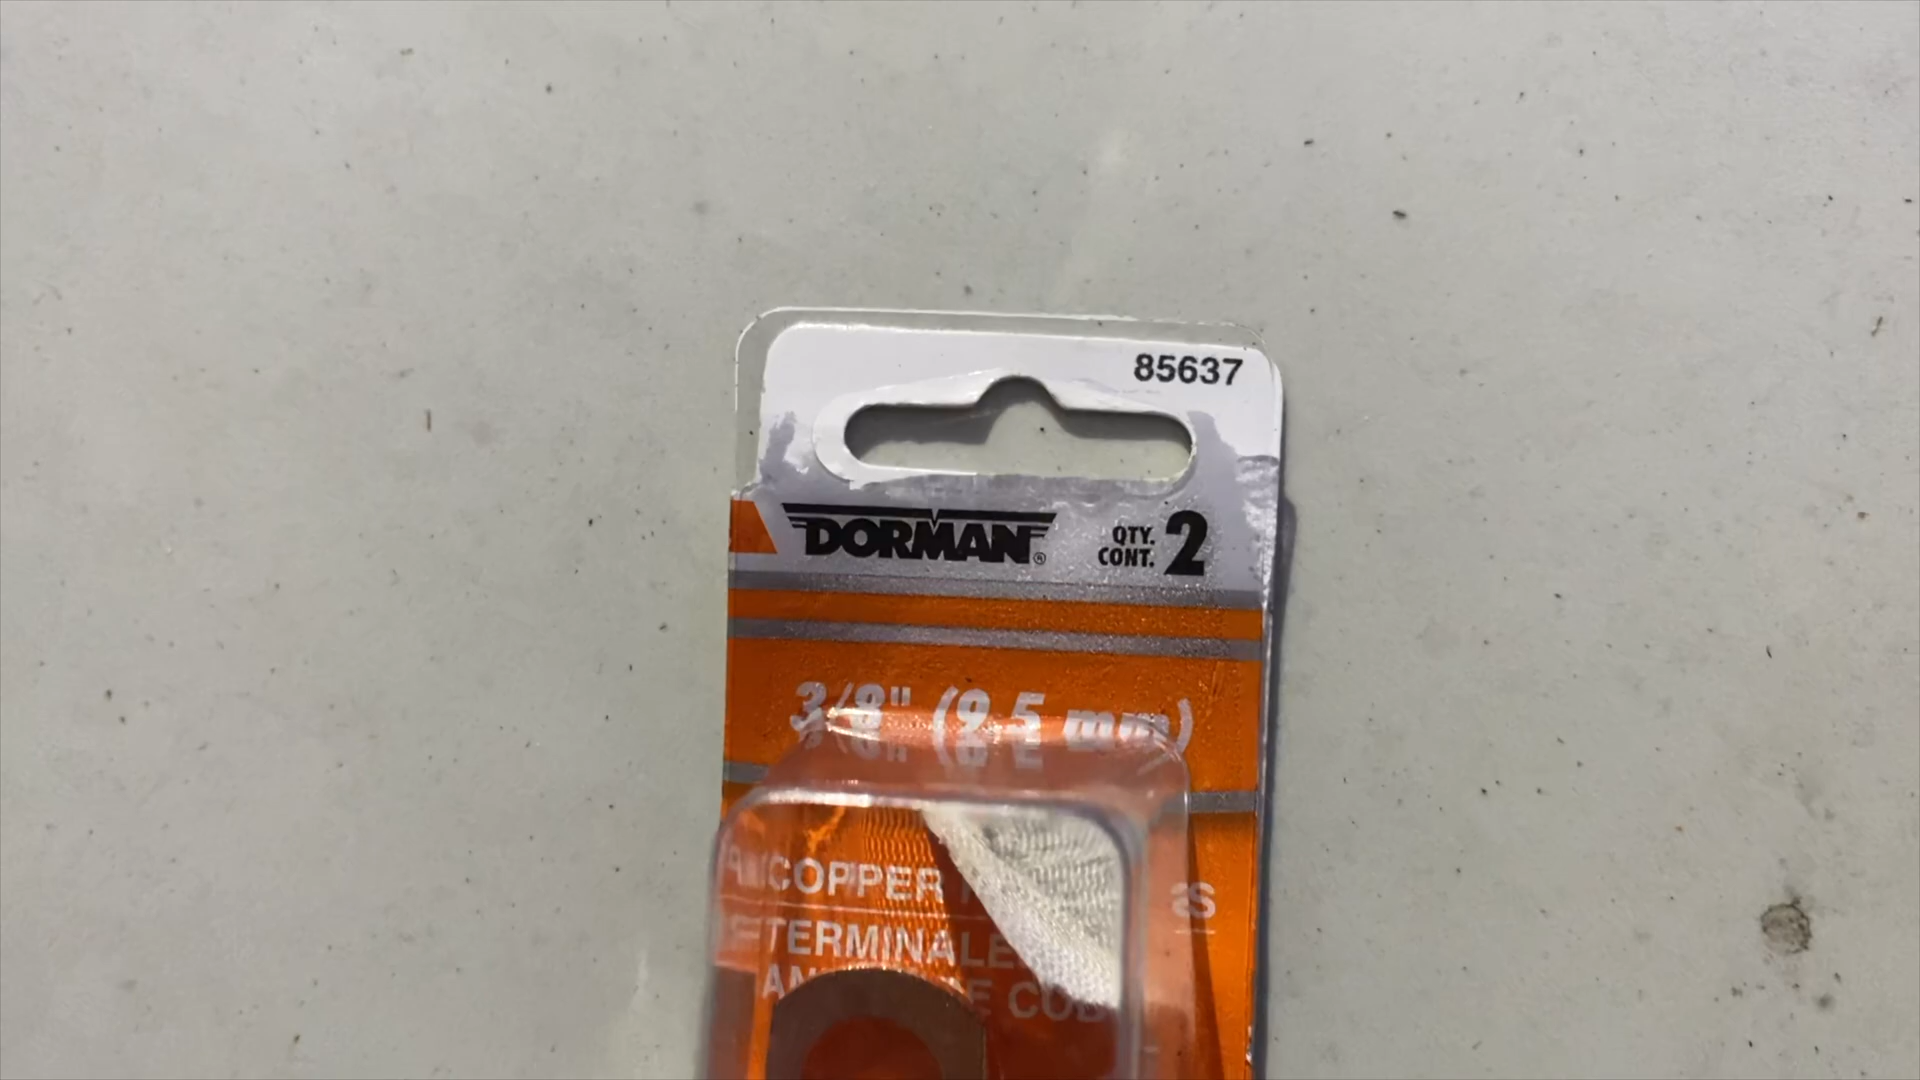 85637
DORMAN®
QTY.
CONT. 2
3/8" (9.5 mm)
COPPER
TERMINALE